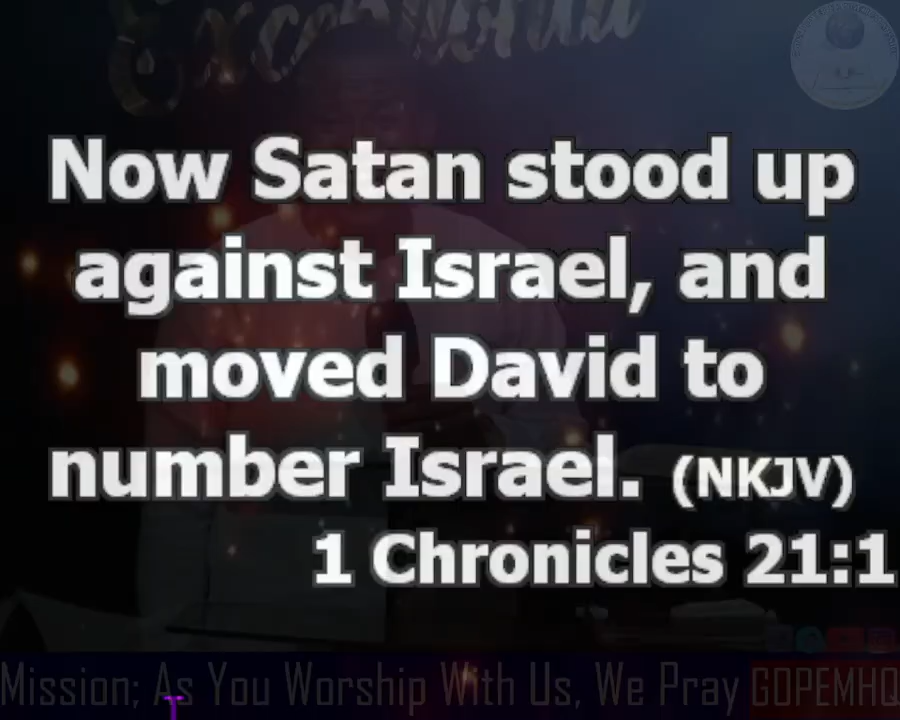 Now Satan stood up
against Israel, and
moved David to
number Israel. (NKJV)
1 Chronicles 21:1
Mission; As You Worship With Us, We Pray GOPEMHQ
T